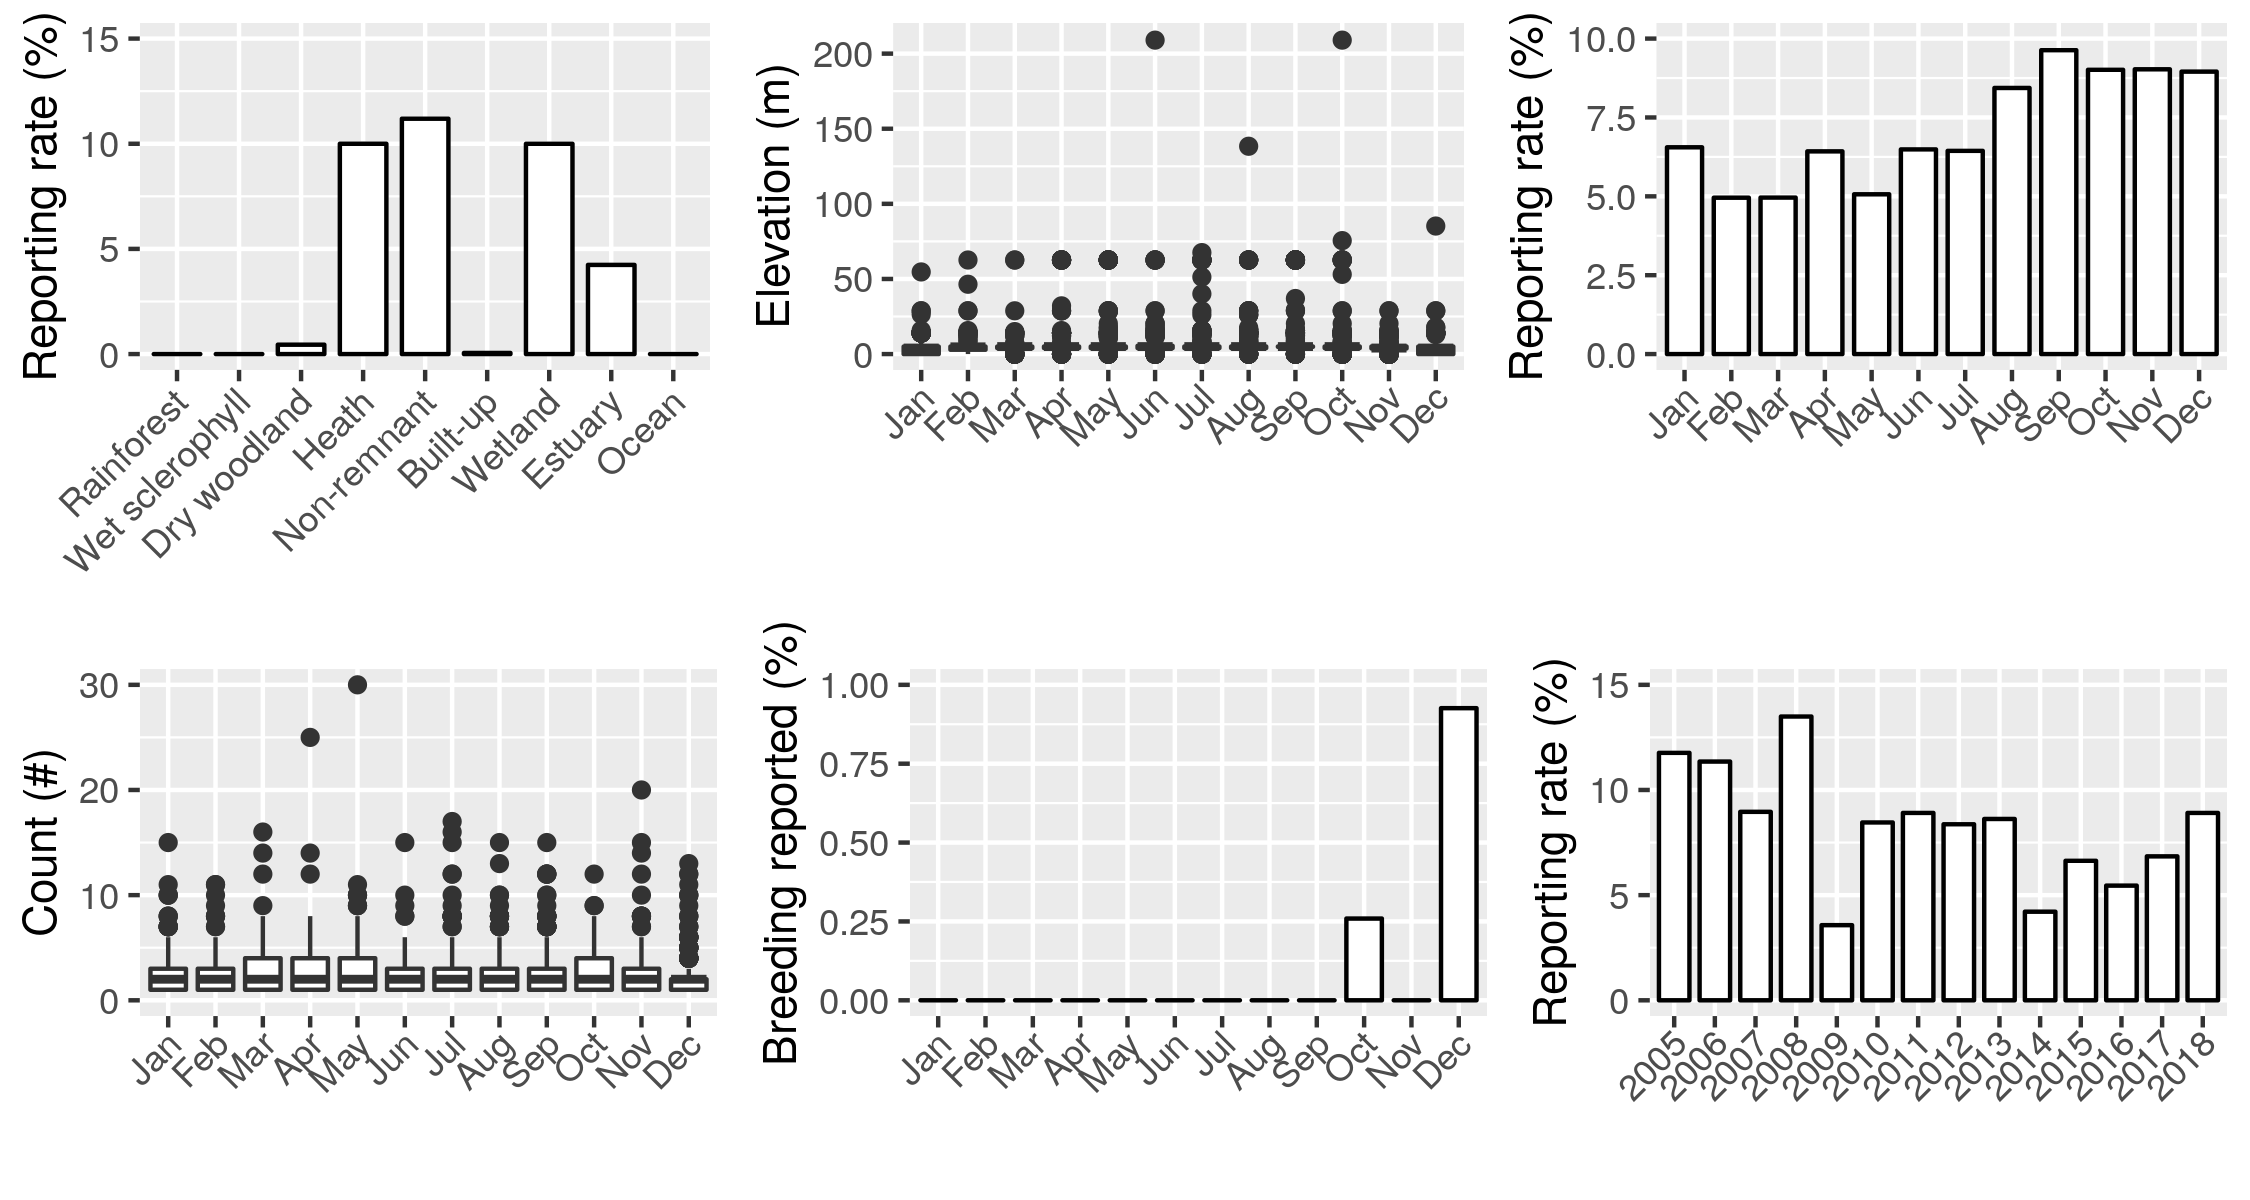 Reporting rate (%)
15
10
5
0
Rainforest
Wet sclerophyll
Dry woodland
Heath
Non-remnant
Built-up
Wetland
Estuary
Ocean
Elevation (m)
200
150
100
50
0
Jan
Feb
Mar
Apr
May
Jun
Jul
Aug
Sep
Oct
Nov
Dec
Reporting rate (%)
10.0
7.5
5.0
2.5
0.0
Jan
Feb
Mar
Apr
May
Jun
Jul
Aug
Sep
Oct
Nov
Dec
Count (#)
30
20
10
0
Jan
Feb
Mar
Apr
May
Jun
Jul
Aug
Sep
Oct
Nov
Dec
Breeding reported (%)
1.00
0.75
0.50
0.25
0.00
Jan
Feb
Mar
Apr
May
Jun
Jul
Aug
Sep
Oct
Nov
Dec
Reporting rate (%)
15
10
5
0
2005
2006
2007
2008
2009
2010
2011
2012
2013
2014
2015
2016
2017
2018